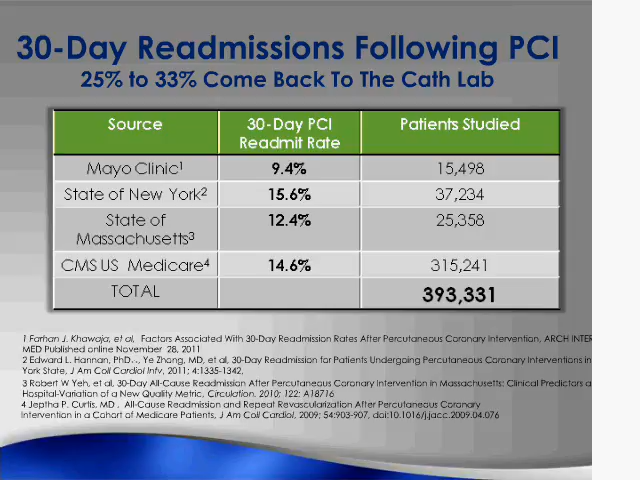 30-Day Readmissions Following PCI
25% to 33% Come Back To The Cath Lab
Source 30-Day PCI Readmit Rate Patients Studied
Mayo Clinic1 9.4% 15,498
State of New York2 15.6% 37,234
State of Massachusetts3 12.4% 25,358
CMS US Medicare4 14.6% 315,241
TOTAL 393,331
1 Farhan J. Khawaja, et al, Factors Associated With 30-Day Readmission Rates After Percutaneous Coronary Intervention, ARCH INTER
MED Published online November 28, 2011
2 Edward L. Hannan, PhD, Ye Zhong, MD, et al, 30-Day Readmission for Patients Undergoing Percutaneous Coronary Interventions in
York State, J Am Coll Cardiol Intv, 2011; 4:1335-1342,
3 Robert W Yeh, et al, 30-Day All-Cause Readmission After Percutaneous Coronary Intervention in Massachusetts: Clinical Predictors a
Hospital-Variation of a New Quality Metric, Circulation. 2010; 122: A18716
4 Jeptha P. Curtis, MD . All-Cause Readmission and Repeat Revascularization After Percutaneous Coronary
Intervention in a Cohort of Medicare Patients, J Am Coll Cardiol, 2009; 54:903-907, doi:10.1016/j.jacc.2009.04.076